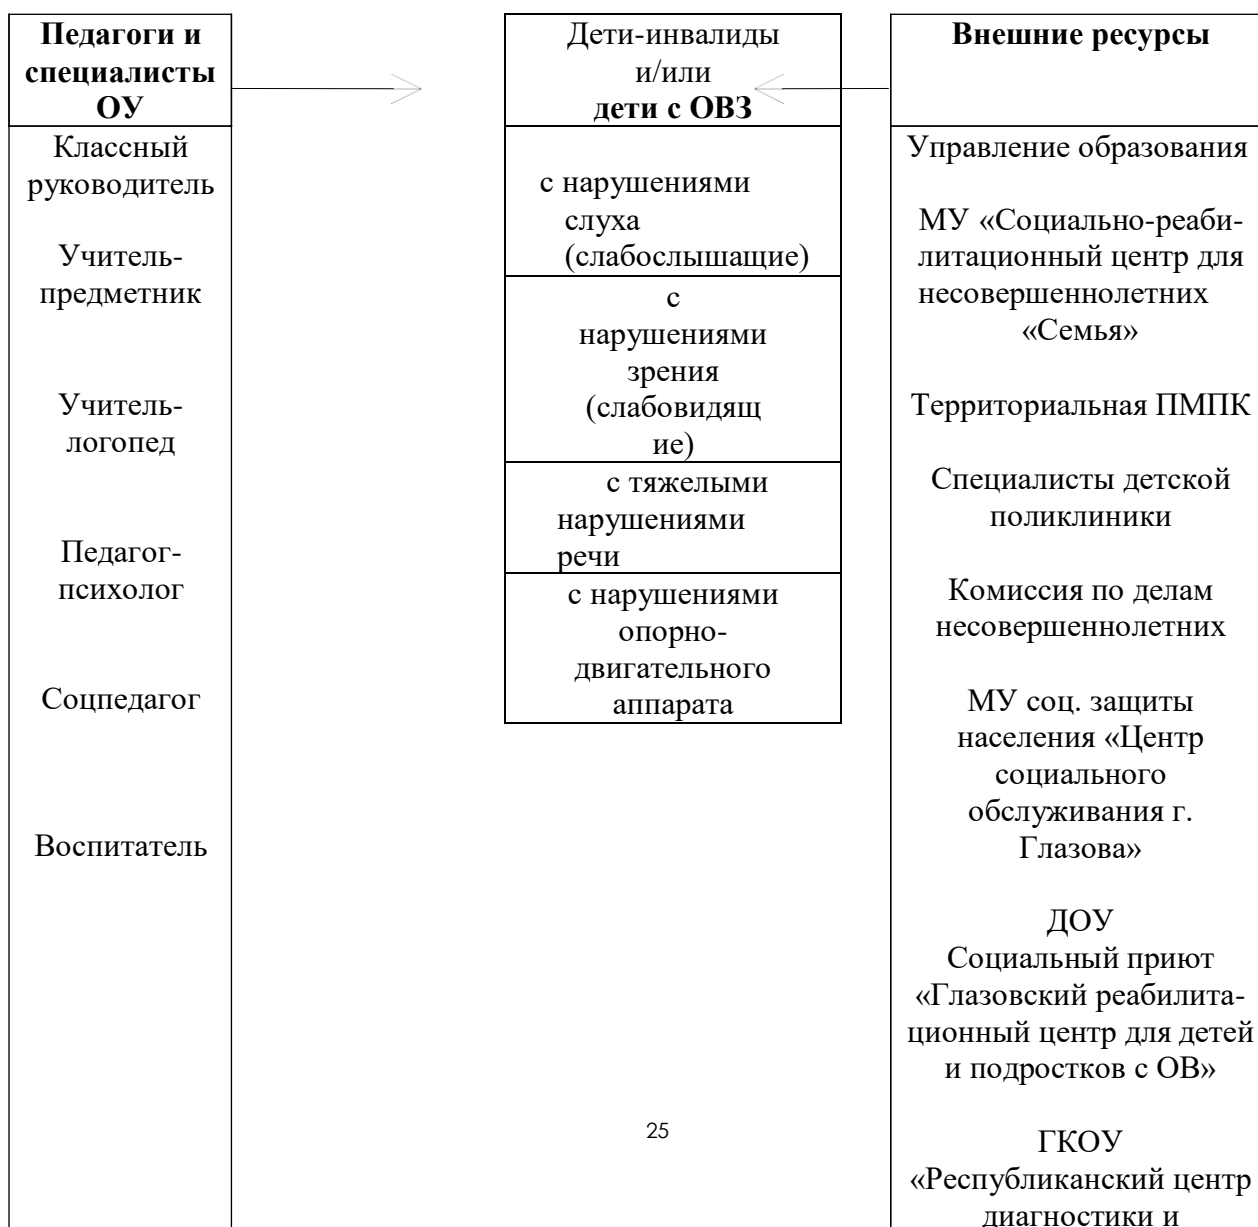 Педагоги и
специалисты
ОУ
Классный
руководитель
Учитель-
предметник
Учитель-
логопед
Педагог-
психолог
Соцпедагог
Воспитатель
Дети-инвалиды
и/или
дети с ОВЗ
с нарушениями
слуха
(слабослышащие)
с
нарушениями
зрения
(слабовидящ
ие)
с тяжелыми
нарушениями
речи
с нарушениями
опорно-
двигательного
аппарата
Внешние ресурсы
Управление образования
МУ «Социально-реаби-
литационный центр для
несовершеннолетних
«Семья»
Территориальная ПМПК
Специалисты детской
поликлиники
Комиссия по делам
несовершеннолетних
МУ соц. защиты
населения «Центр
социального
обслуживания г.
Глазова»
ДОУ
Социальный приют
«Глазовский реабилита-
ционный центр для детей
и подростков с ОВ»
ГКОУ
«Республиканский центр
диагностики и
25